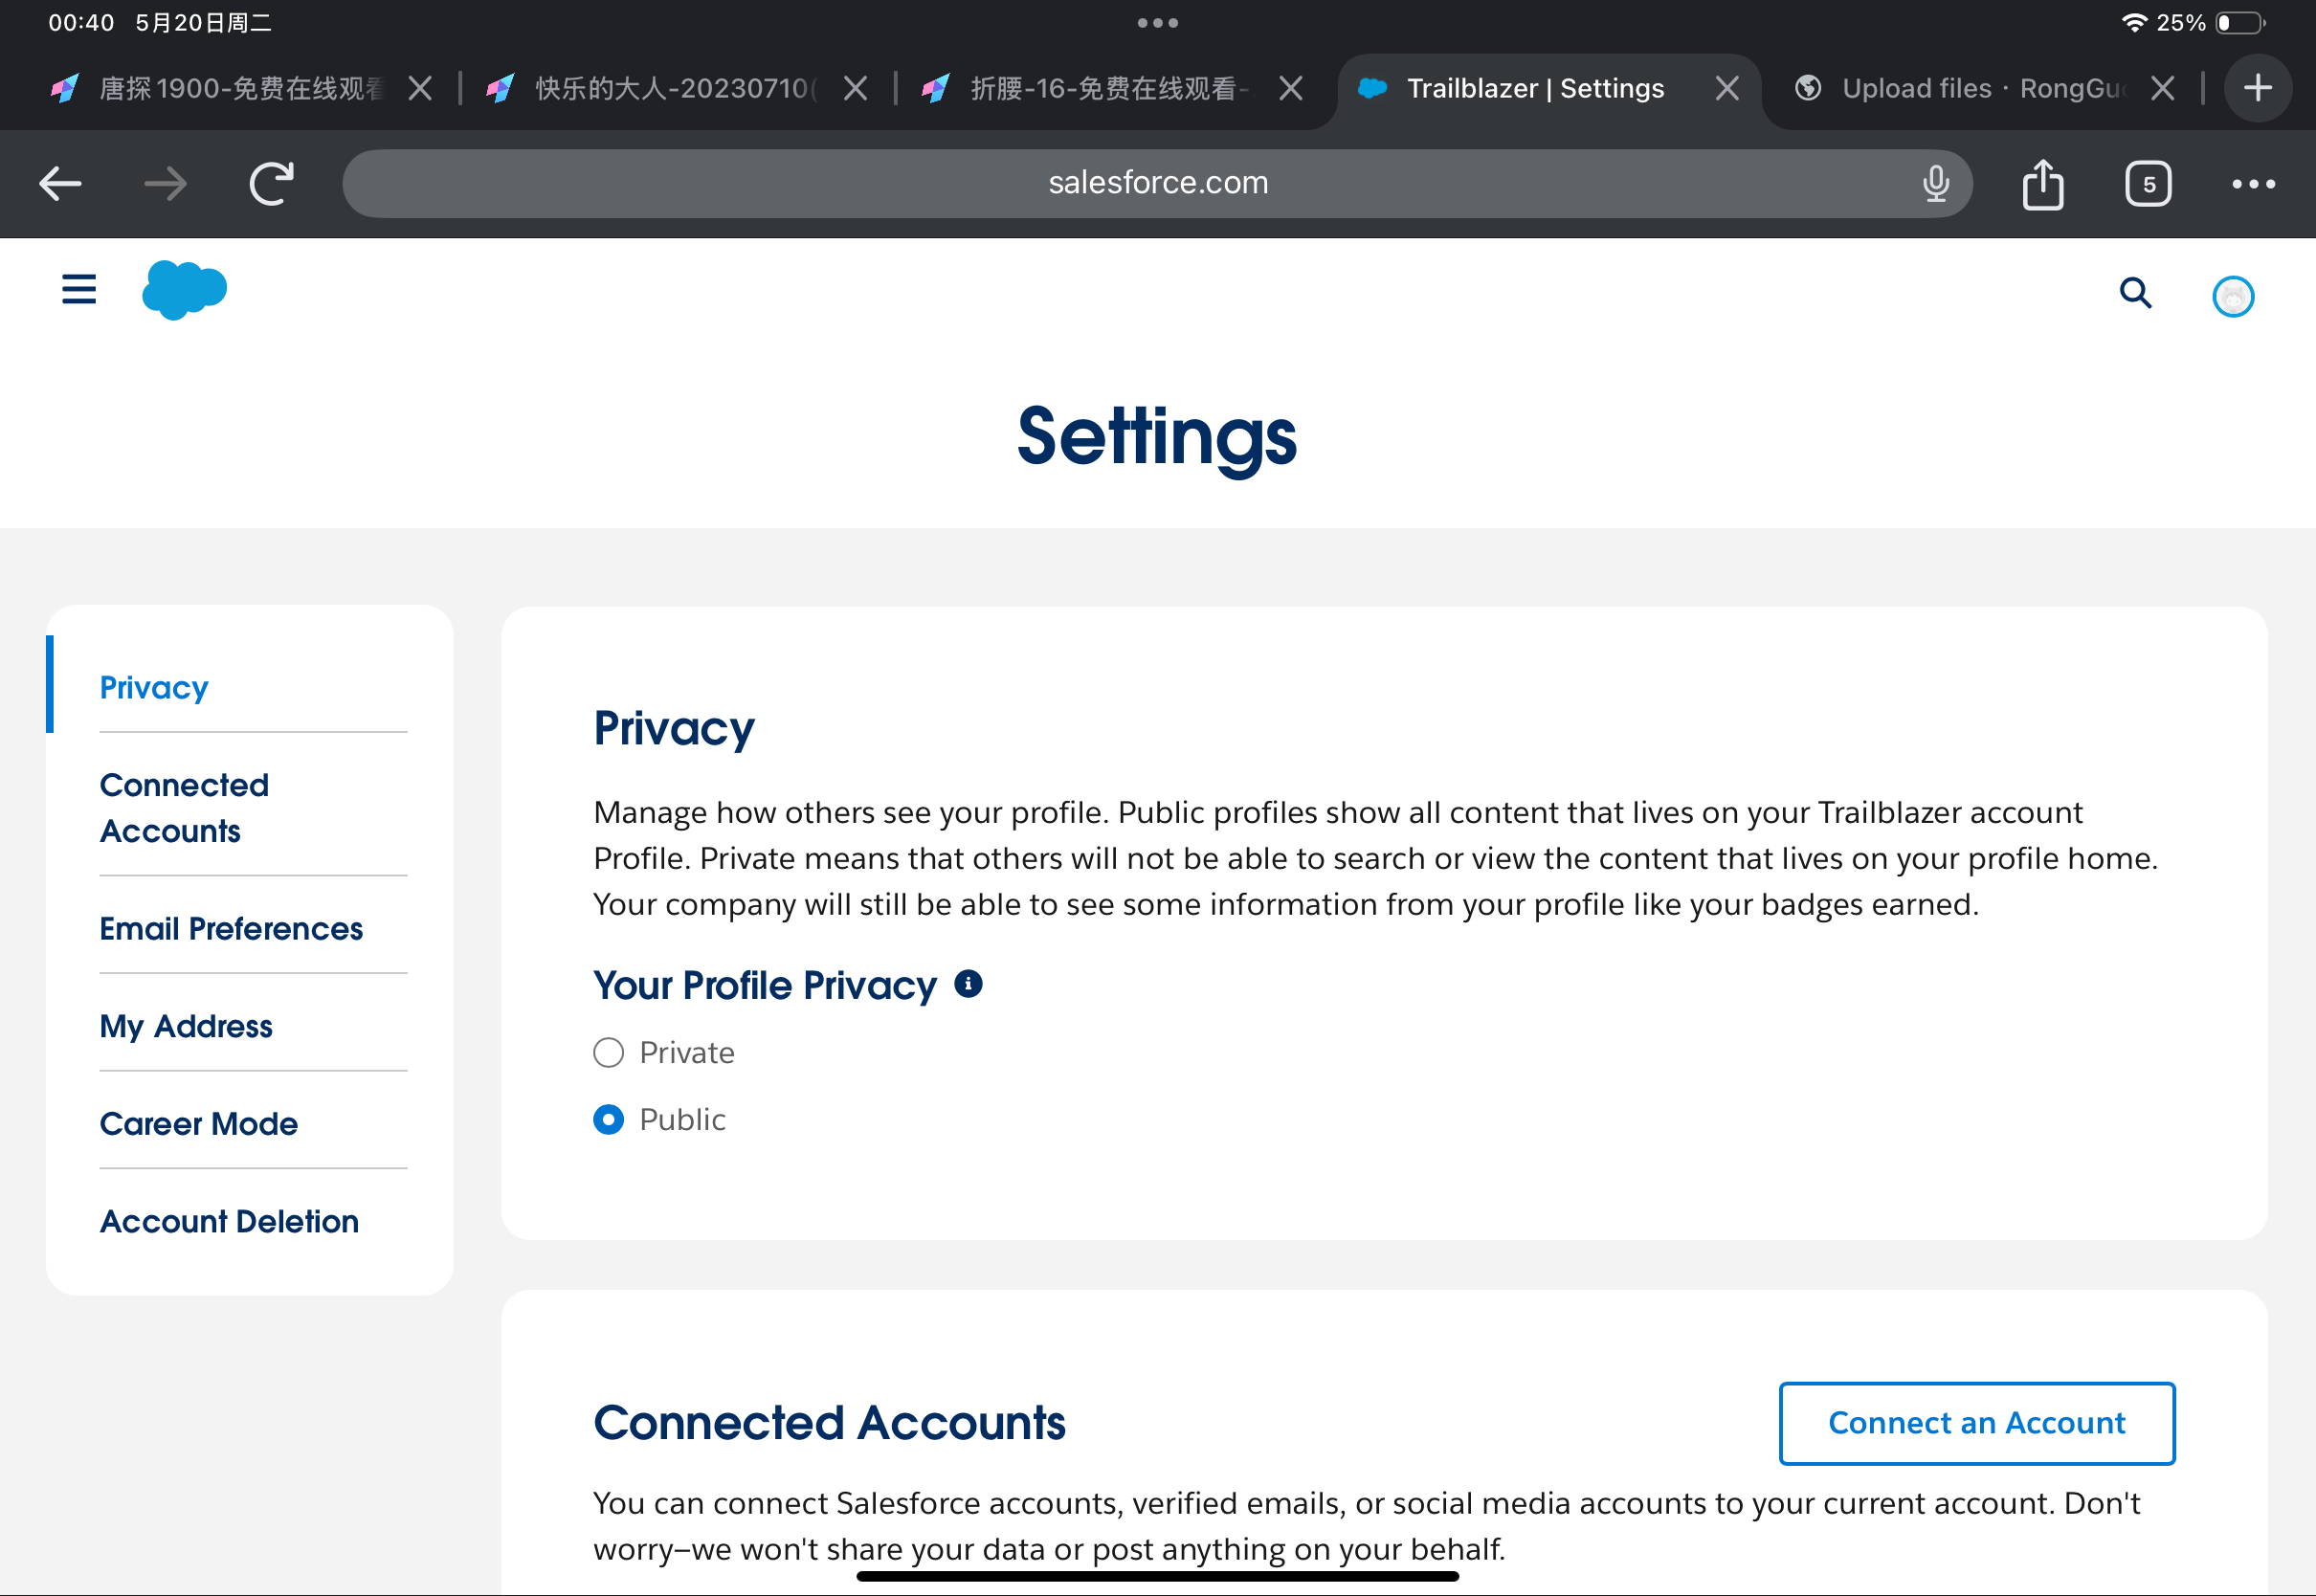 00:40 5月20日周二
25%
唐探1900-免费在线观看
快乐的大人-20230710(
折腰-16-免费在线观看-
Trailblazer | Settings
Upload files · RongGu
salesforce.com
5
Settings
Privacy
Connected
Accounts
Email Preferences
My Address
Career Mode
Account Deletion
Privacy
Manage how others see your profile. Public profiles show all content that lives on your Trailblazer account
Profile. Private means that others will not be able to search or view the content that lives on your profile home.
Your company will still be able to see some information from your profile like your badges earned.
Your Profile Privacy
Private
Public
Connected Accounts
Connect an Account
You can connect Salesforce accounts, verified emails, or social media accounts to your current account. Don't
worry—we won't share your data or post anything on your behalf.